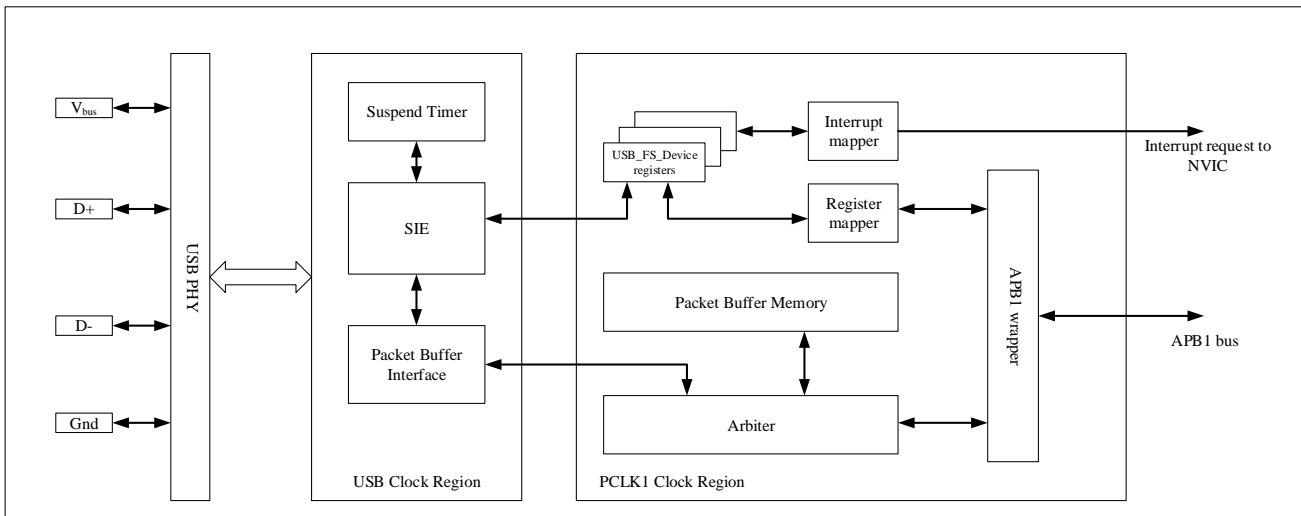 Vbus
D+
D-
Gnd
USB PHY
Suspend Timer
SIE
Packet Buffer
Interface
USB Clock Region
USB_FS_Device
registers
Interrupt
mapper
Register
mapper
Packet Buffer Memory
Arbiter
APB1 wrapper
PCLK1 Clock Region
Interrupt request to
NVIC
APB1 bus